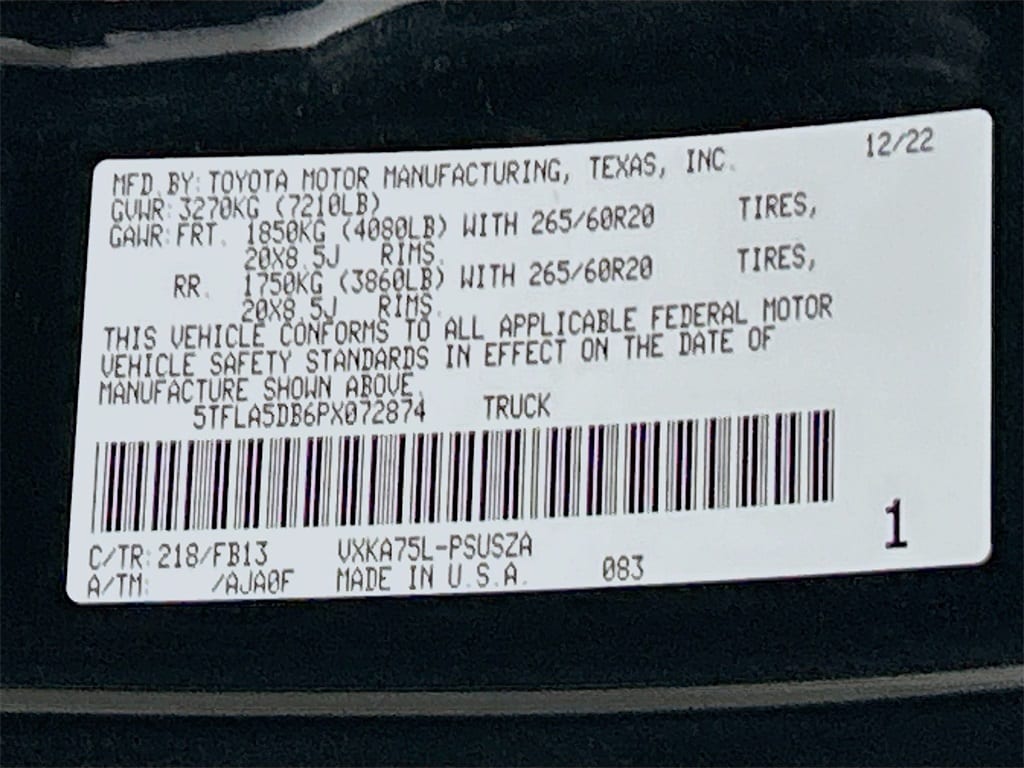 12/22
MFD. BY: TOYOTA MOTOR MANUFACTURING, TEXAS, INC.
GVWR: 3270KG (7210LB)
GAWR: FRT. 1850KG (4080LB) WITH 265/60R20 TIRES,
20X8.5J RIMS.
RR. 1750KG (3860LB) WITH 265/60R20 TIRES,
20X8.5J RIMS.
THIS VEHICLE CONFORMS TO ALL APPLICABLE FEDERAL MOTOR
VEHICLE SAFETY STANDARDS IN EFFECT ON THE DATE OF
MANUFACTURE SHOWN ABOVE.
5TFLA5DB6PX072874 TRUCK
1
C/TR: 218/FB13 VXKA75L-PSUSZA
A/TM: /AJA0F MADE IN U.S.A. 083